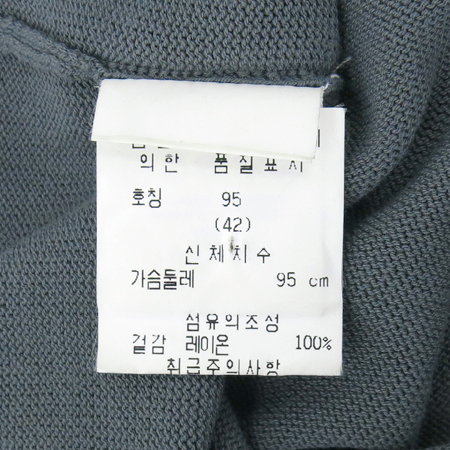 의한 품질표시
호칭 95
(42)
신체치수
가슴둘레 95 cm
섬유의조성
겉감 레이온 100%
취급주의사항